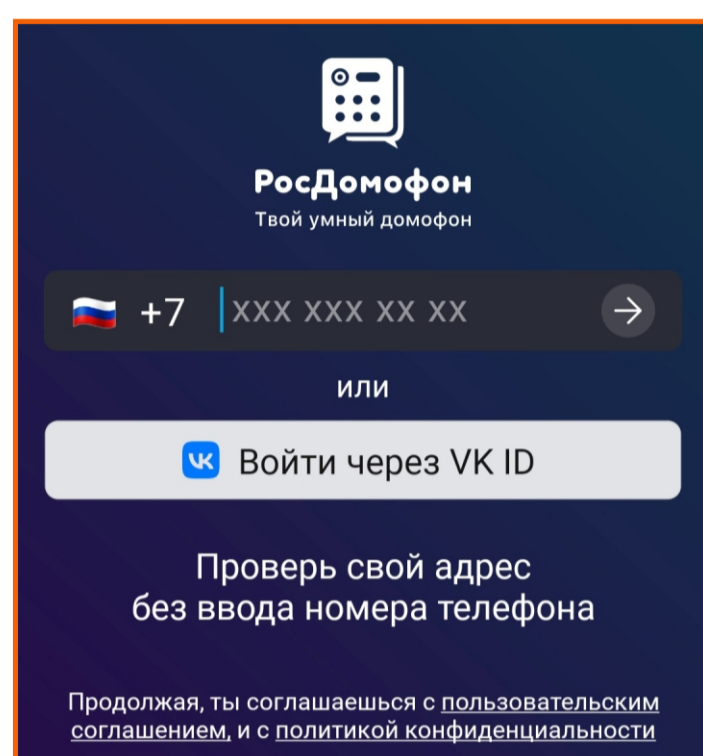 РосДомофон
Твой умный домофон
+7 XXX XXX XX XX
или
Войти через VK ID
Проверь свой адрес
без ввода номера телефона
Продолжая, ты соглашаешься с пользовательским
соглашением, и с политикой конфиденциальности